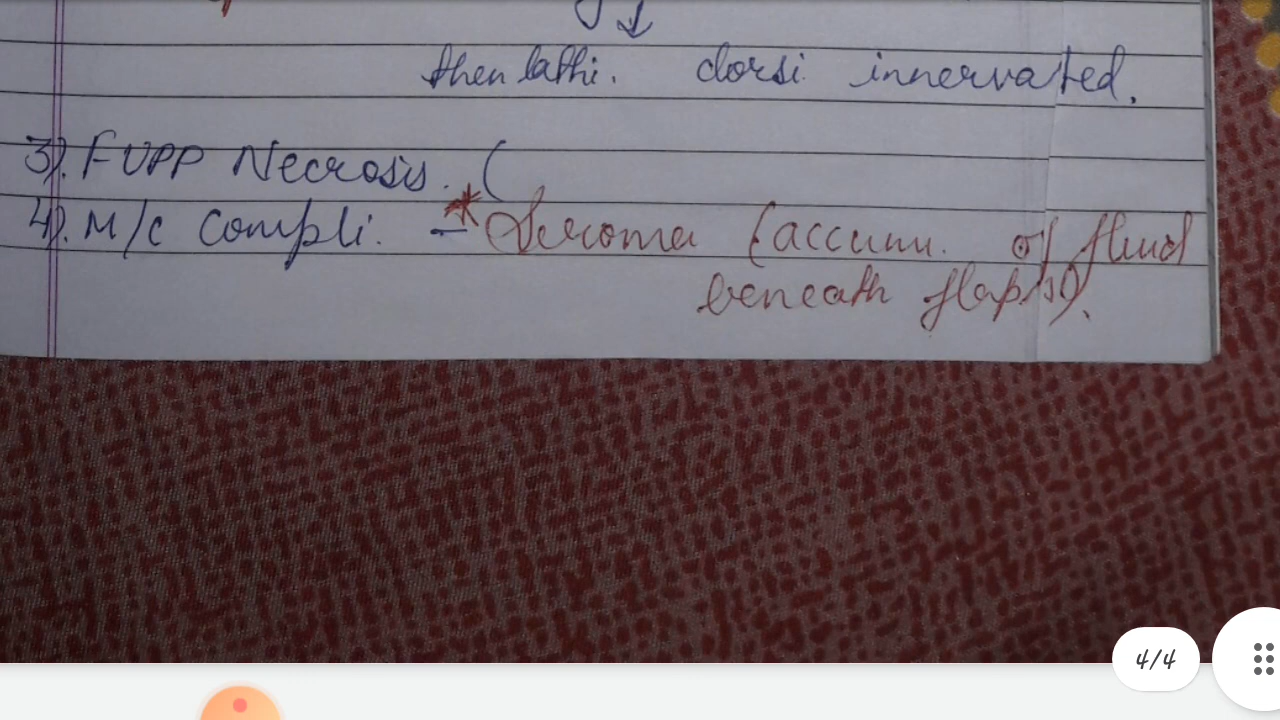 then lathi. dorsi innervated.
3). FUPP Necrosis. (
4). M/c Compli. - * Seroma (accumu. of fluid
beneath flap/s).
4/4